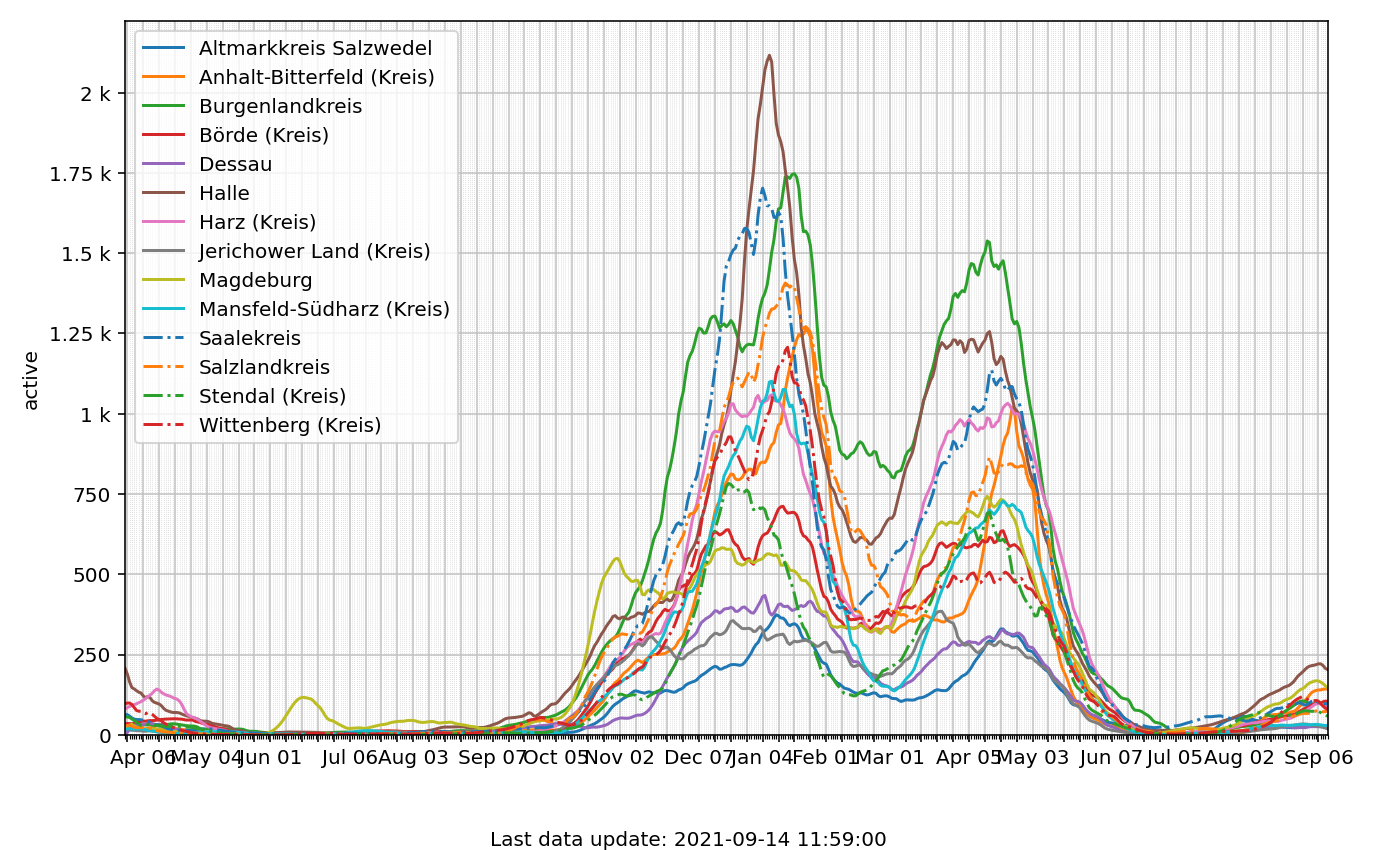 Altmarkkreis Salzwedel
Anhalt-Bitterfeld (Kreis)
Burgenlandkreis
Börde (Kreis)
Dessau
Halle
Harz (Kreis)
Jerichower Land (Kreis)
Magdeburg
Mansfeld-Südharz (Kreis)
Saalekreis
Salzlandkreis
Stendal (Kreis)
Wittenberg (Kreis)
2 k
1.75 k
1.5 k
1.25 k
1 k
750
500
250
0
active
Apr 06 May 04 Jun 01 Jul 06 Aug 03 Sep 07 Oct 05 Nov 02 Dec 07 Jan 04 Feb 01 Mar 01 Apr 05 May 03 Jun 07 Jul 05 Aug 02 Sep 06
Last data update: 2021-09-14 11:59:00